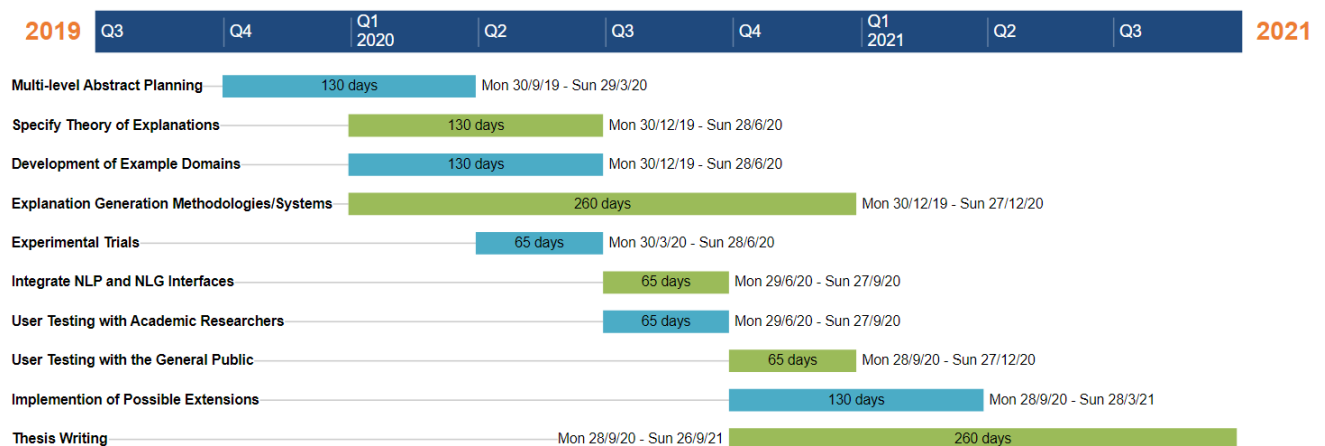 2019 Q3 Q4 Q1 2020 Q2 Q3 Q4 Q1 2021 Q2 Q3 2021
Multi-level Abstract Planning 130 days Mon 30/9/19 - Sun 29/3/20
Specify Theory of Explanations 130 days Mon 30/12/19 - Sun 28/6/20
Development of Example Domains 130 days Mon 30/12/19 - Sun 28/6/20
Explanation Generation Methodologies/Systems 260 days Mon 30/12/19 - Sun 27/12/20
Experimental Trials 65 days Mon 30/3/20 - Sun 28/6/20
Integrate NLP and NLG Interfaces 65 days Mon 29/6/20 - Sun 27/9/20
User Testing with Academic Researchers 65 days Mon 29/6/20 - Sun 27/9/20
User Testing with the General Public 65 days Mon 28/9/20 - Sun 27/12/20
Implemention of Possible Extensions 130 days Mon 28/9/20 - Sun 28/3/21
Thesis Writing Mon 28/9/20 - Sun 26/9/21 260 days